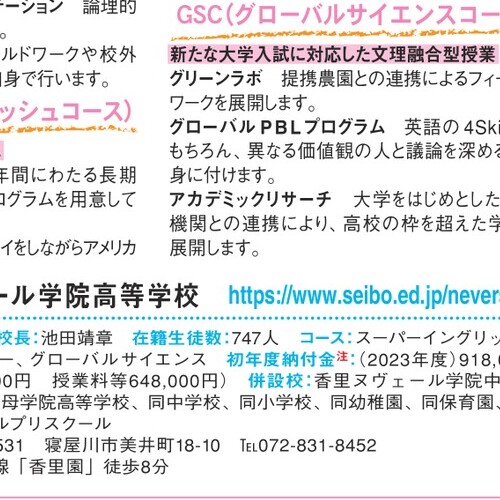 ーション 論理的
。
ルドワークや校外
自身で行います。
ッシュコース）
年間にわたる長期
ログラムを用意して
ィをしながらアメリカ
GSC（グローバルサイエンスコー
新たな大学入試に対応した文理融合型授業
グリーンラボ 提携農園との連携によるフィー
ワークを展開します。
グローバルPBLプログラム 英語の4Ski
もちろん、異なる価値観の人と議論を深める
身に付けます。
アカデミックリサーチ 大学をはじめとした
機関との連携により、高校の枠を超えた学
展開します。
ール学院高等学校 https://www.seibo.ed.jp/nevers
校長：池田靖章 在籍生徒数：747人 コース：スーパーイングリッ
ー、グローバルサイエンス 初年度納付金注：（2023年度）918,0
00円 授業料等648,000円） 併設校：香里ヌヴェール学院中
母学院高等学校、同中学校、同小学校、同幼稚園、同保育園、
ルプリスクール
531 寝屋川市美井町18-10 TEL072-831-8452
線「香里園」徒歩8分